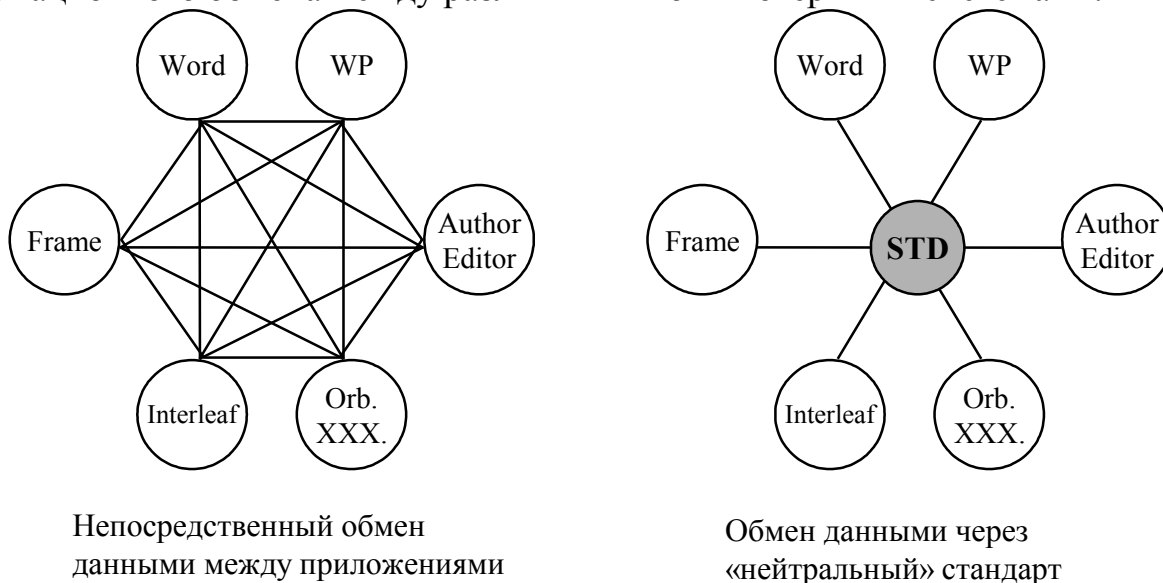 Word WP
Frame
Author
Editor
Interleaf
Orb.
XXX.
Непосредственный обмен
данными между приложениями
Word WP
Frame
STD
Author
Editor
Interleaf
Orb.
XXX.
Обмен данными через
«нейтральный» стандарт